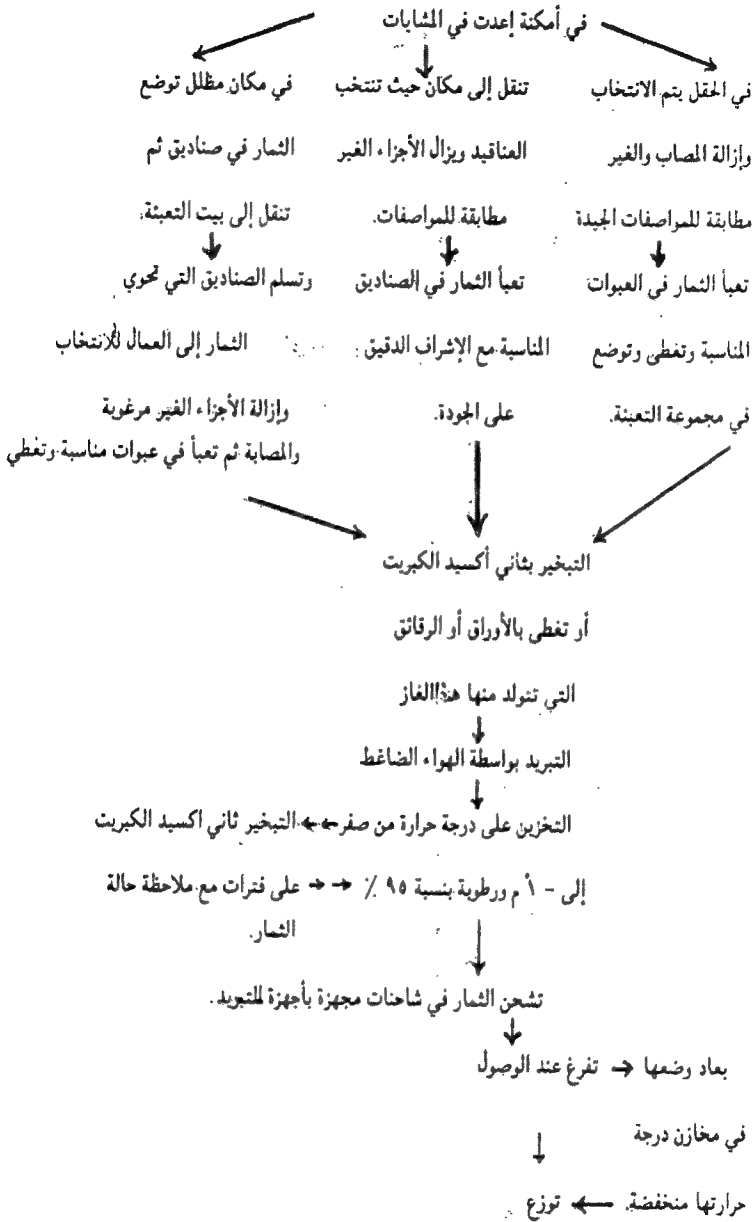 في أمكنة إعدت في المشابات
في الحقل يتم الانتخاب
وإزالة المصاب والغير
مطابقة للمراصفات الجيدة
تعبأ الثمار في العبوات
المناسبة وتغطى وتوضع
في مجموعة التعبئة.
تنقل إلى مكان حيث تنتخب
العناقيد ويزال الأجزاء الغير
مطابقة للمراصفات.
تعبأ الثمار في الصناديق
المناسبة مع الإشراف الدقيق
على الجودة.
في مكان مظلل توضع
الثمار في صناديق ثم
تنقل إلى بيت التعبئة.
وتسلم الصناديق التي تحوي
الثمار إلى العمال للانتخاب
وإزالة الأجزاء الغير مرغوبة
والمصابة ثم تعبأ في عبوات مناسبة وتغطي
التبخير بثاني أكسيد الكبريت
أر تغطى بالأوراق أو الرقائق
التي تتولد منها هذا الغاز
التبريد بواسطة الهواء الضاغط
التخزين على درجة حرارة من صفر ←← التبخير ثاني اكسيد الكبريت
إلى - ١ْ م ورطوبة بنسبة ٩٥ ٪ → → على فترات مع ملاحظة حالة
الثمار.
تشحن الثمار في شاحنات مجهزة بأجهزة للتبريد.
يعاد وضعها → تفرغ عند الوصول
في مخازن درجة
حرارتها منخفضة. ← توزع